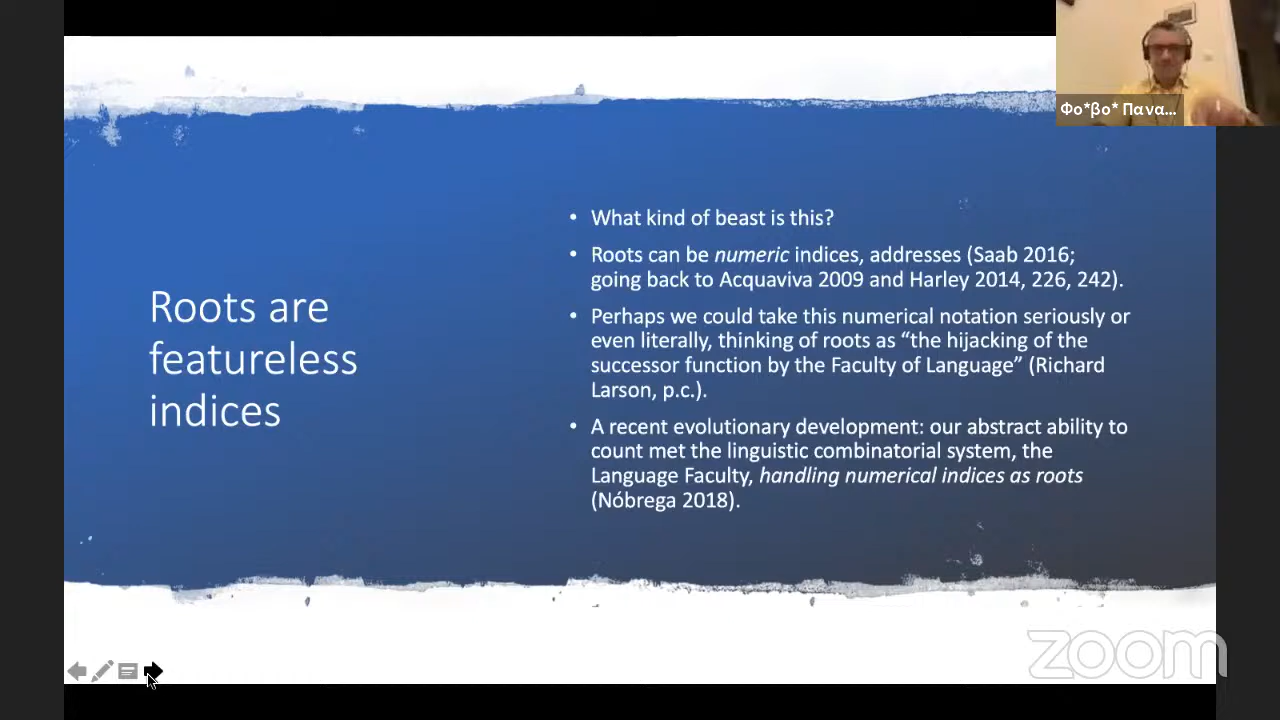 Φο*βο* Πανα...
Roots are
featureless
indices
• What kind of beast is this?
• Roots can be numeric indices, addresses (Saab 2016;
going back to Acquaviva 2009 and Harley 2014, 226, 242).
• Perhaps we could take this numerical notation seriously or
even literally, thinking of roots as “the hijacking of the
successor function by the Faculty of Language” (Richard
Larson, p.c.).
• A recent evolutionary development: our abstract ability to
count met the linguistic combinatorial system, the
Language Faculty, handling numerical indices as roots
(Nóbrega 2018).
zoom